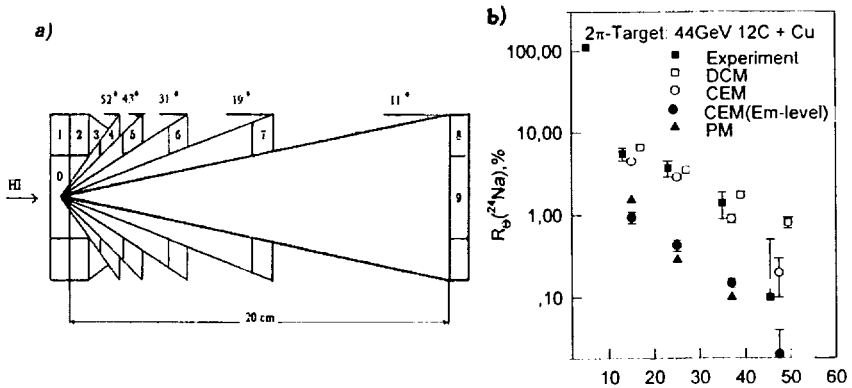 a)
52° 43° 31° 19° 11°
1 2 3 4 5 6 7 8
0 9
HI
20 cm
b)
2π-Target: 44GeV 12C + Cu
Experiment
DCM
CEM
CEM(Em-level)
PM
100,00
10,00
1,00
,10
R_Θ(²⁴Na),%
10 20 30 40 50 60